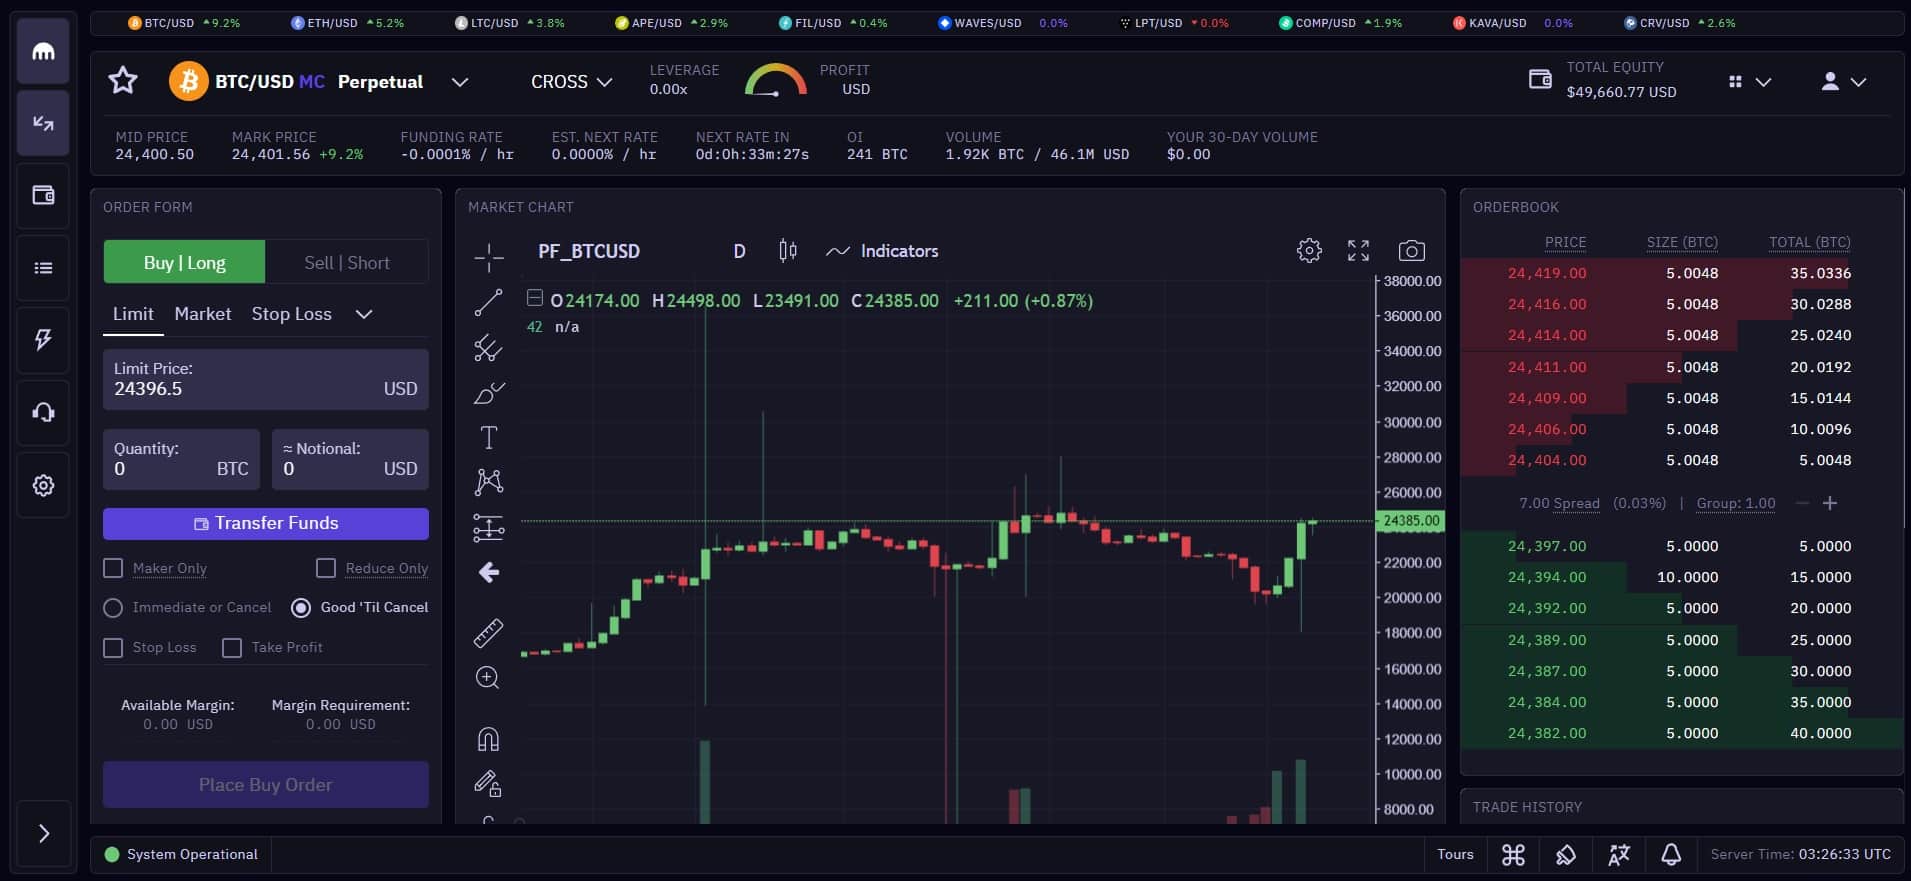 BTC/USD 9.2% ETH/USD 5.2% LTC/USD 3.8% APE/USD 2.9% FIL/USD 0.4% WAVES/USD 0.0% LPT/USD 0.0% COMP/USD 1.9% KAVA/USD 0.0% CRV/USD 2.6%
BTC/USD MC Perpetual
CROSS
LEVERAGE
0.00x
PROFIT
USD
TOTAL EQUITY
$49,660.77 USD
MID PRICE
24,400.50
MARK PRICE
24,401.56 +9.2%
FUNDING RATE
-0.0001% / hr
EST. NEXT RATE
0.0000% / hr
NEXT RATE IN
0d:0h:33m:27s
OI
241 BTC
VOLUME
1.92K BTC / 46.1M USD
YOUR 30-DAY VOLUME
$0.00
ORDER FORM
Buy | Long
Sell | Short
Limit Market Stop Loss
Limit Price:
24396.5 USD
Quantity:
0 BTC
≈ Notional:
0 USD
Transfer Funds
Maker Only
Reduce Only
Immediate or Cancel
Good 'Til Cancel
Stop Loss
Take Profit
Available Margin:
0.00 USD
Margin Requirement:
0.00 USD
Place Buy Order
MARKET CHART
PF_BTCUSD D Indicators
O24174.00 H24498.00 L23491.00 C24385.00 +211.00 (+0.87%)
42 n/a
38000.00
36000.00
34000.00
32000.00
30000.00
28000.00
26000.00
24385.00
22000.00
20000.00
18000.00
16000.00
14000.00
12000.00
10000.00
8000.00
ORDERBOOK
PRICE SIZE (BTC) TOTAL (BTC)
24,419.00 5.0048 35.0336
24,416.00 5.0048 30.0288
24,414.00 5.0048 25.0240
24,411.00 5.0048 20.0192
24,409.00 5.0048 15.0144
24,406.00 5.0048 10.0096
24,404.00 5.0048 5.0048
7.00 Spread (0.03%) | Group: 1.00 − +
24,397.00 5.0000 5.0000
24,394.00 10.0000 15.0000
24,392.00 5.0000 20.0000
24,389.00 5.0000 25.0000
24,387.00 5.0000 30.0000
24,384.00 5.0000 35.0000
24,382.00 5.0000 40.0000
TRADE HISTORY
System Operational
Tours
Server Time: 03:26:33 UTC